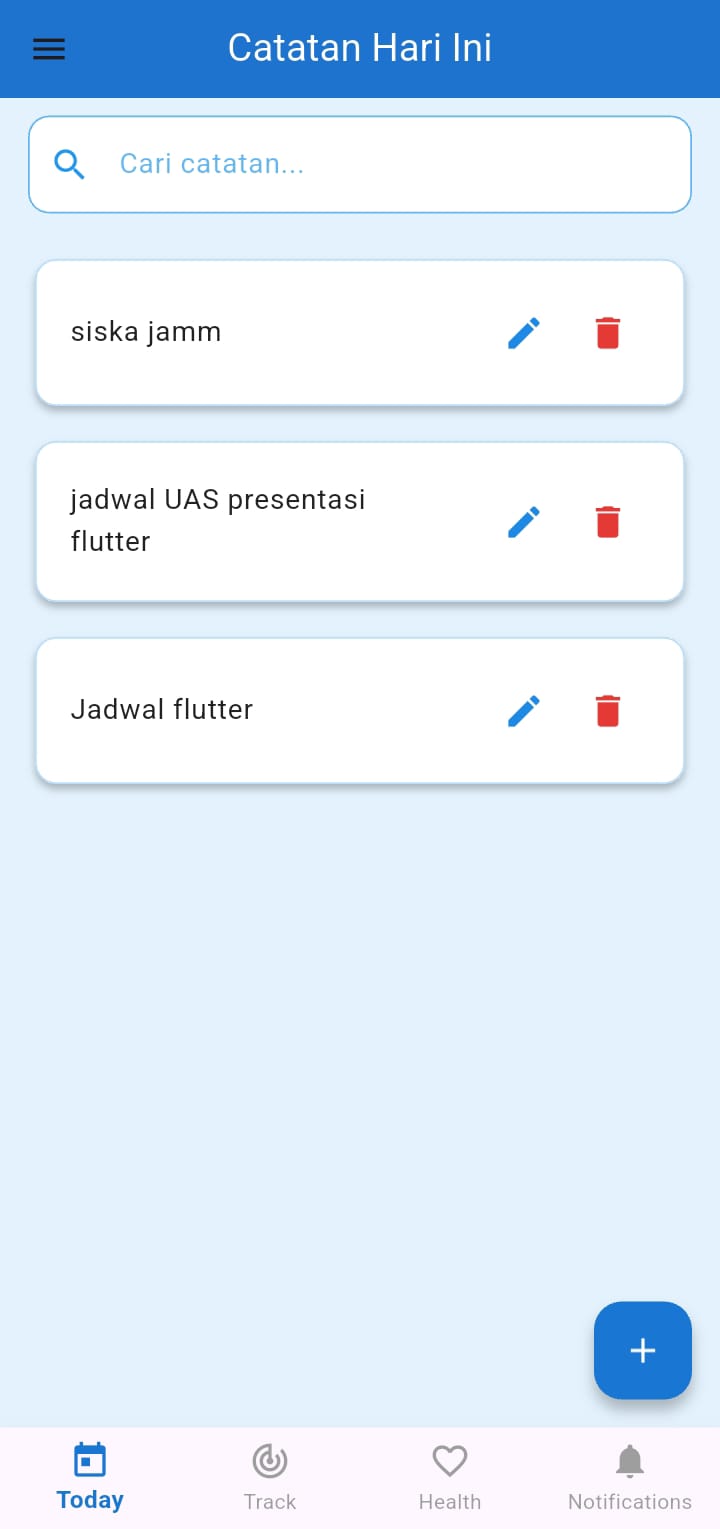 Catatan Hari Ini
Cari catatan...
siska jamm
jadwal UAS presentasi
flutter
Jadwal flutter
Today
Track
Health
Notifications